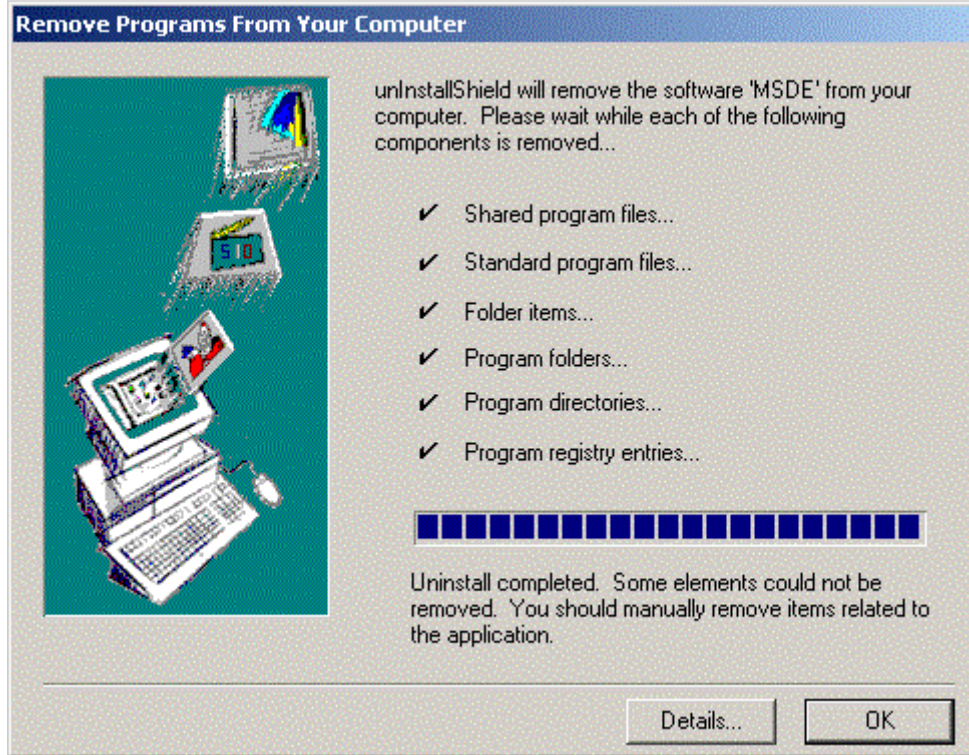 Remove Programs From Your Computer
unInstallShield will remove the software 'MSDE' from your
computer.  Please wait while each of the following
components is removed...
✔ Shared program files...
✔ Standard program files...
✔ Folder items...
✔ Program folders...
✔ Program directories...
✔ Program registry entries...
Uninstall completed.  Some elements could not be
removed.  You should manually remove items related to
the application.
Details...
OK